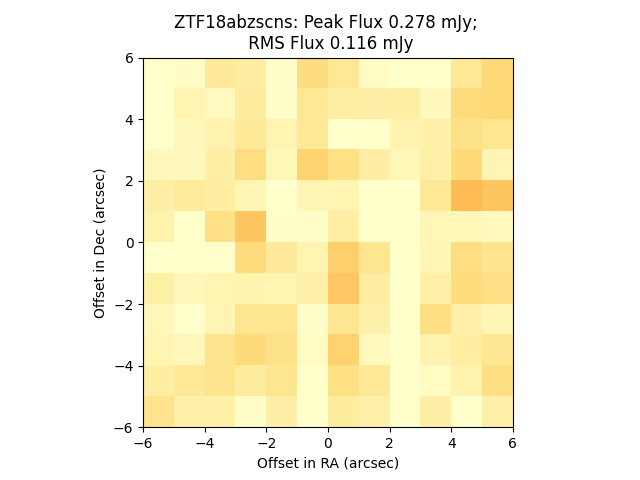 ZTF18abzscns: Peak Flux 0.278 mJy;
RMS Flux 0.116 mJy
6
4
2
0
−2
−4
−6
Offset in Dec (arcsec)
−6 −4 −2 0 2 4 6
Offset in RA (arcsec)